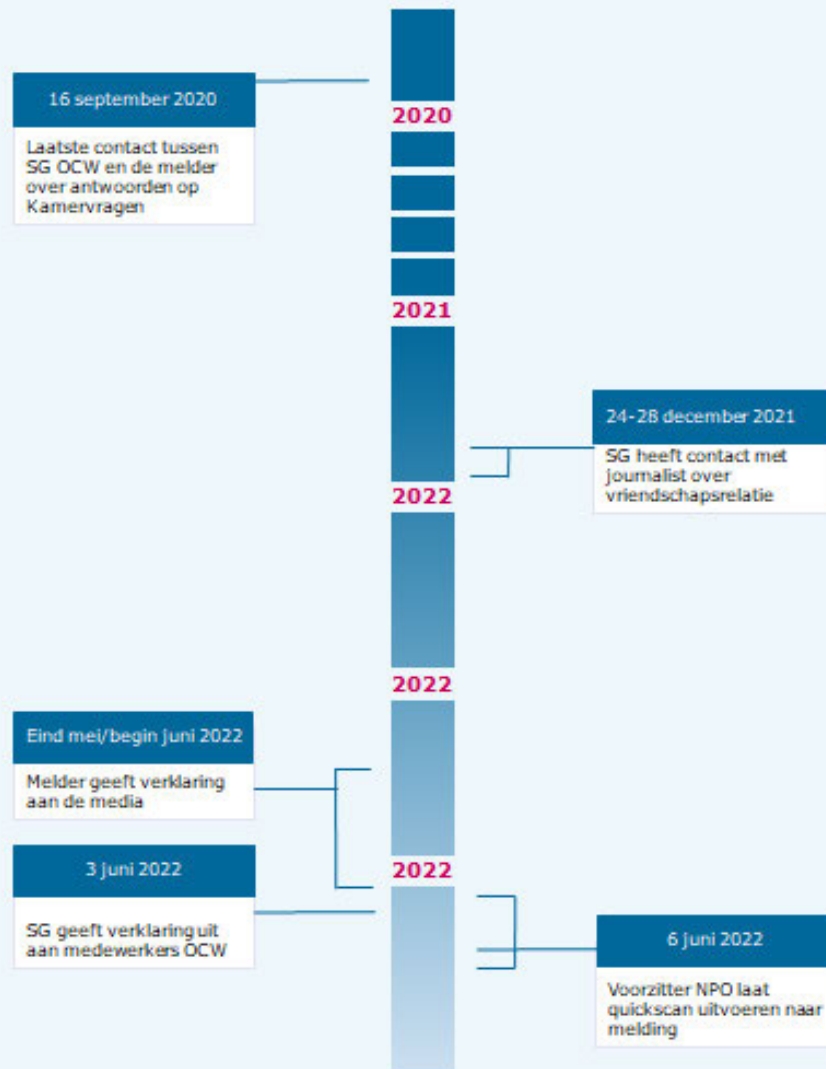 16 september 2020
Laatste contact tussen
SG OCW en de melder
over antwoorden op
Kamervragen
2020
2021
24-28 december 2021
SG heeft contact met
journalist over
vriendschapsrelatie
2022
2022
Eind mei/begin juni 2022
Melder geeft verklaring
aan de media
2022
3 juni 2022
SG geeft verklaring uit
aan medewerkers OCW
6 juni 2022
Voorzitter NPO laat
quickscan uitvoeren naar
melding